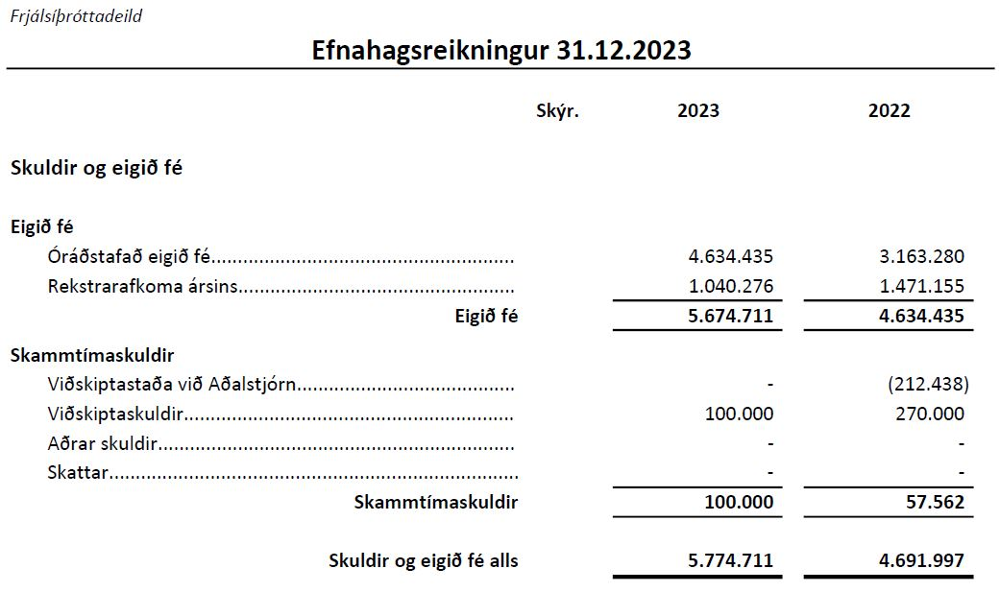 Frjálsíþróttadeild
Efnahagsreikningur 31.12.2023
Skýr. 2023 2022
Skuldir og eigið fé
Eigið fé
Óráðstafað eigið fé........................................................ 4.634.435 3.163.280
Rekstrarafkoma ársins................................................... 1.040.276 1.471.155
Eigið fé 5.674.711 4.634.435
Skammtímaskuldir
Viðskiptastaða við Aðalstjórn........................................ - (212.438)
Viðskiptaskuldir............................................................. 100.000 270.000
Aðrar skuldir.................................................................. - -
Skattar........................................................................... - -
Skammtímaskuldir 100.000 57.562
Skuldir og eigið fé alls 5.774.711 4.691.997